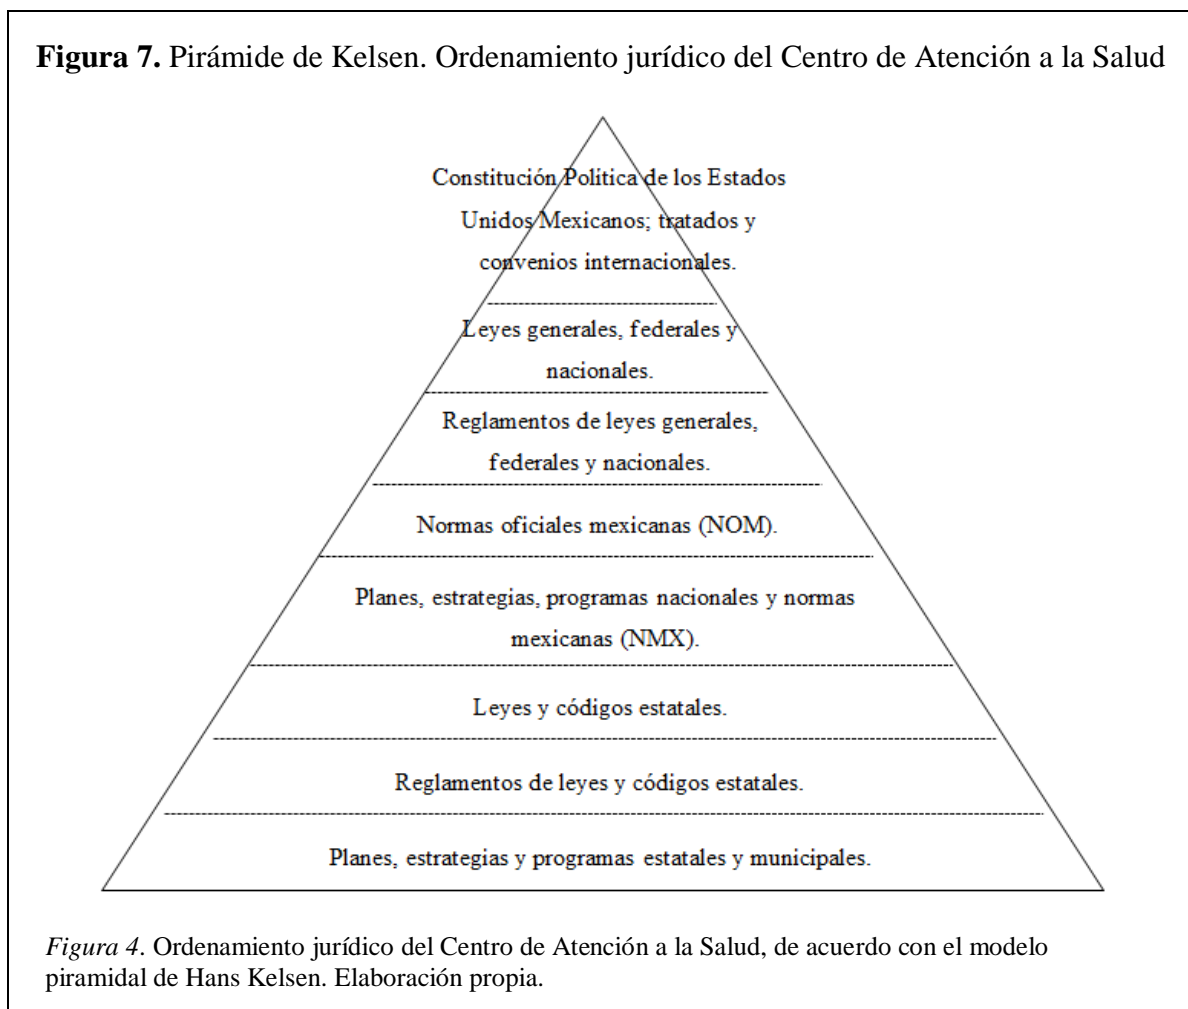 Figura 7. Pirámide de Kelsen. Ordenamiento jurídico del Centro de Atención a la Salud
Constitución Política de los Estados
Unidos Mexicanos; tratados y
convenios internacionales.
Leyes generales, federales y
nacionales.
Reglamentos de leyes generales,
federales y nacionales.
Normas oficiales mexicanas (NOM).
Planes, estrategias, programas nacionales y normas
mexicanas (NMX).
Leyes y códigos estatales.
Reglamentos de leyes y códigos estatales.
Planes, estrategias y programas estatales y municipales.
Figura 4. Ordenamiento jurídico del Centro de Atención a la Salud, de acuerdo con el modelo
piramidal de Hans Kelsen. Elaboración propia.